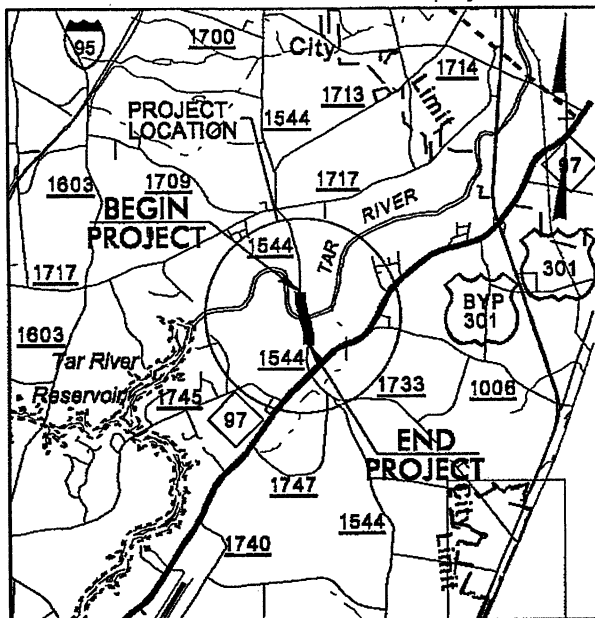 95
1700
City
Limit
1714
1713
PROJECT
LOCATION
1544
97
1603
1709
1717
BEGIN
PROJECT
TAR
RIVER
1544
301
1717
BYP
301
1603
Tar River
Reservoir
1544
1745
1733
1006
97
END
PROJECT
City
Limit
1747
1544
1740